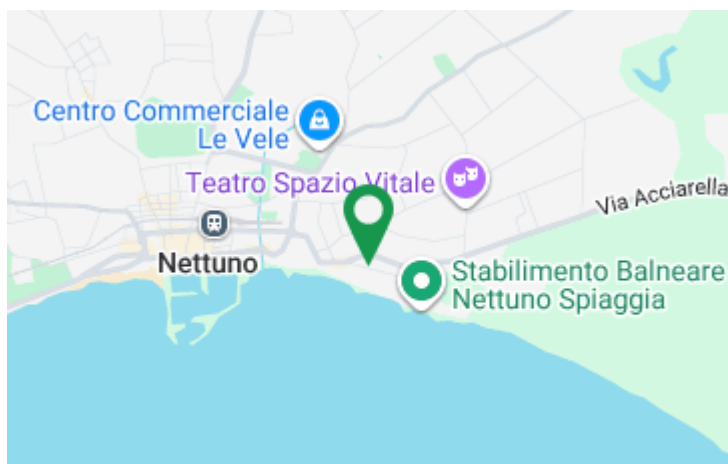 Centro Commerciale
Le Vele
Teatro Spazio Vitale
Via Acciarella
Nettuno
Stabilimento Balneare
Nettuno Spiaggia